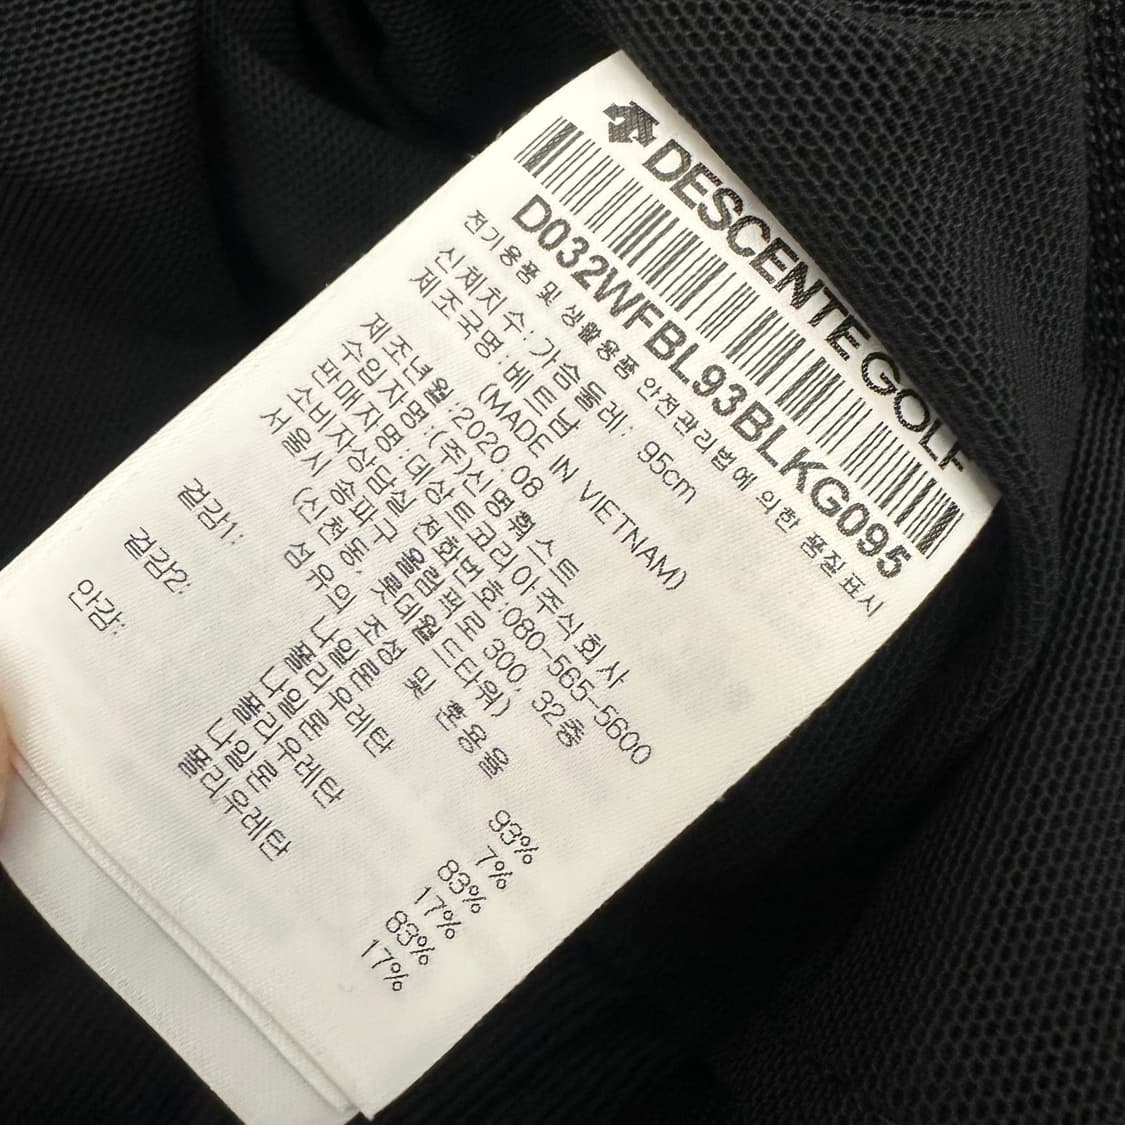 DESCENTE GOLF
D032WFBL93BLKG095
전기용품 및 생활용품 안전관리법에 의한 품질표시
신체치수: 가슴둘레: 95cm
제조국명:베트남
(MADE IN VIETNAM)
제조년월:2020.08
수입자명:(주)신명휘스트
판매자명:데상트코리아주식회사
소비자상담실 전화번호:080-565-5600
서울시 송파구 올림픽로 300, 32층
(신천동, 롯데월드타워)
섬유의 조성 및 혼용율
겉감1: 나일론 93%
폴리우레탄 7%
겉감2: 나일론 83%
폴리우레탄 17%
안감: 나일론 83%
폴리우레탄 17%